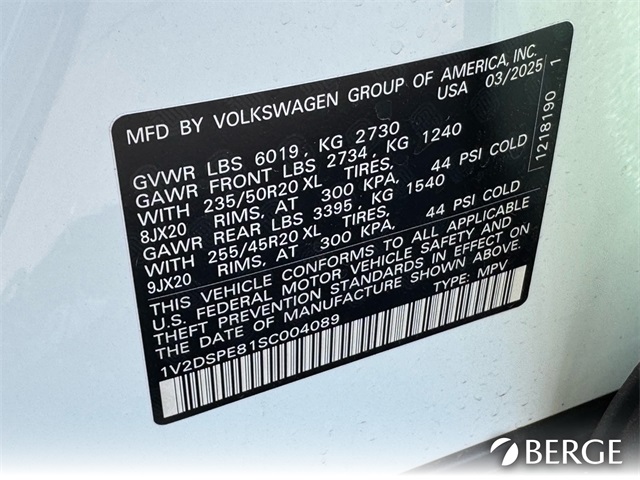 MFD BY VOLKSWAGEN GROUP OF AMERICA, INC.
USA 03/2025
GVWR LBS 6019, KG 2730
GAWR FRONT LBS 2734, KG 1240
WITH 235/50R20 XL TIRES,
8JX20 RIMS, AT 300 KPA, 44 PSI COLD
GAWR REAR LBS 3395, KG 1540
WITH 255/45R20 XL TIRES,
9JX20 RIMS, AT 300 KPA, 44 PSI COLD
THIS VEHICLE CONFORMS TO ALL APPLICABLE
U.S. FEDERAL MOTOR VEHICLE SAFETY AND
THEFT PREVENTION STANDARDS IN EFFECT ON
THE DATE OF MANUFACTURE SHOWN ABOVE.
1V2DSPE81SC004089 TYPE: MPV
1218190 1
BERGE